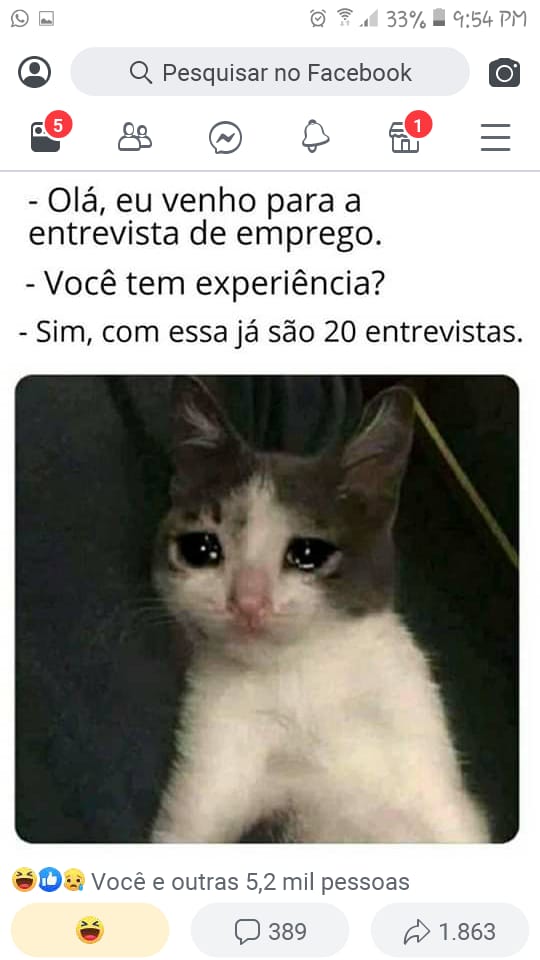 33% 9:54 PM
Pesquisar no Facebook
5 1
- Olá, eu venho para a
entrevista de emprego.
- Você tem experiência?
- Sim, com essa já são 20 entrevistas.
Você e outras 5,2 mil pessoas
389 1.863